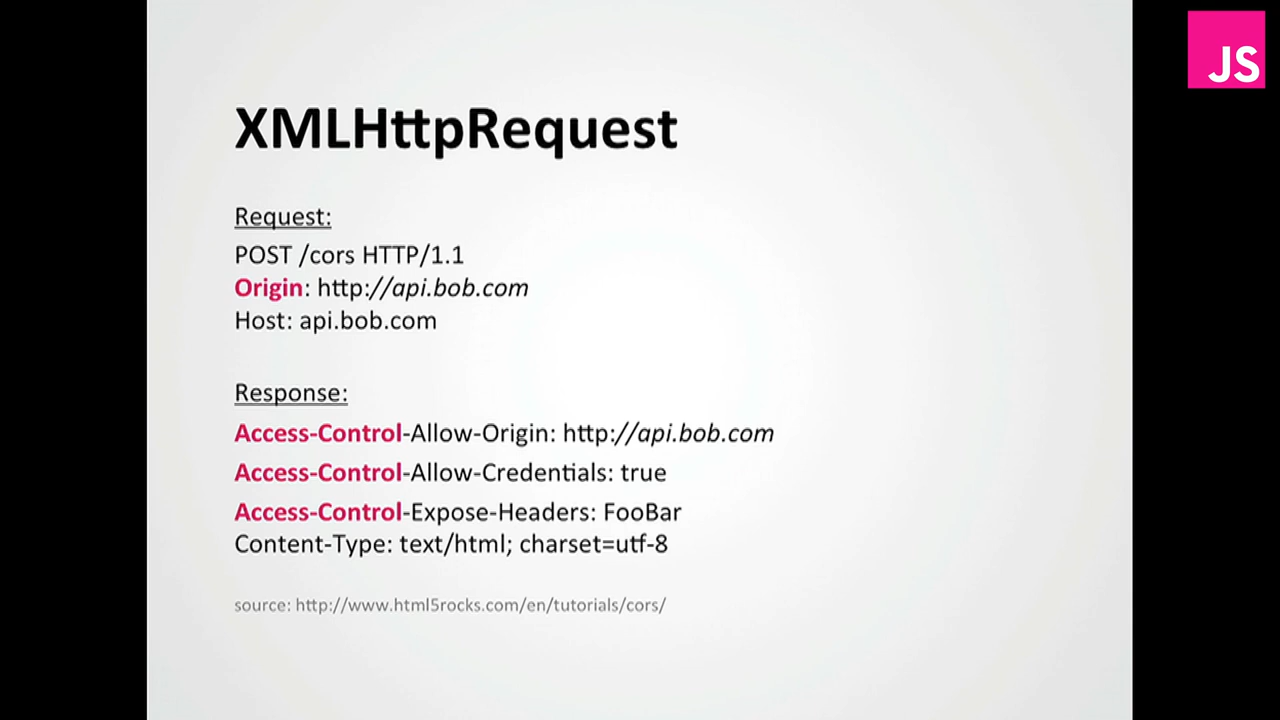 JS
XMLHttpRequest
Request:
POST /cors HTTP/1.1
Origin: http://api.bob.com
Host: api.bob.com
Response:
Access-Control-Allow-Origin: http://api.bob.com
Access-Control-Allow-Credentials: true
Access-Control-Expose-Headers: FooBar
Content-Type: text/html; charset=utf-8
source: http://www.html5rocks.com/en/tutorials/cors/